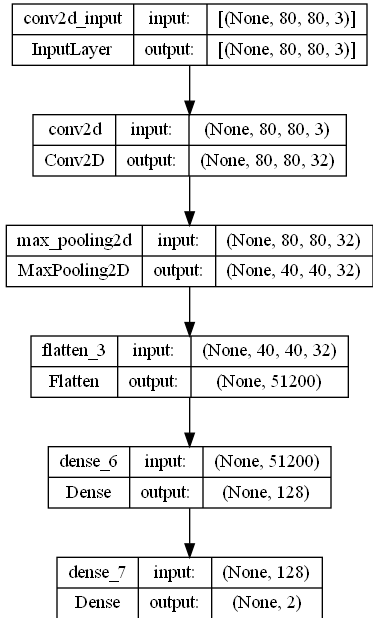 conv2d_input input: [(None, 80, 80, 3)]
InputLayer output: [(None, 80, 80, 3)]
conv2d input: (None, 80, 80, 3)
Conv2D output: (None, 80, 80, 32)
max_pooling2d input: (None, 80, 80, 32)
MaxPooling2D output: (None, 40, 40, 32)
flatten_3 input: (None, 40, 40, 32)
Flatten output: (None, 51200)
dense_6 input: (None, 51200)
Dense output: (None, 128)
dense_7 input: (None, 128)
Dense output: (None, 2)